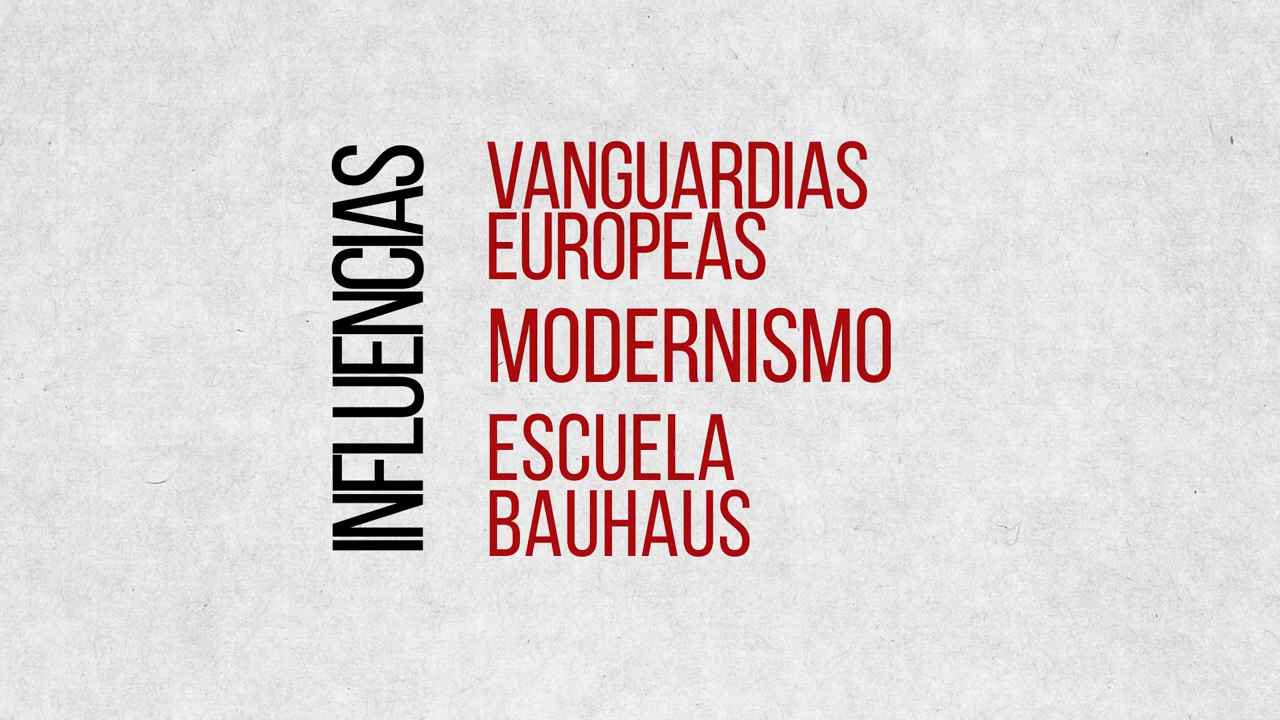 INFLUENCIAS
VANGUARDIAS
EUROPEAS
MODERNISMO
ESCUELA
BAUHAUS